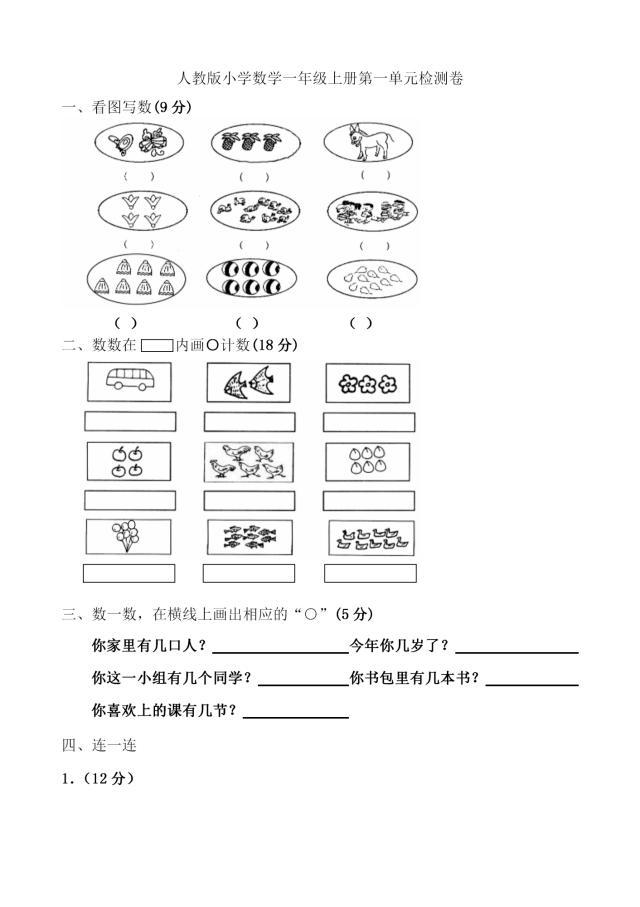 人教版小学数学一年级上册第一单元检测卷
一、看图写数(9 分)
（ ） （ ） （ ）
（ ） （ ） （ ）
（ ） （ ） （ ）
二、数数在 内画〇计数(18 分)
三、数一数，在横线上画出相应的“〇”(5 分)
你家里有几口人？ 今年你几岁了？
你这一小组有几个同学？ 你书包里有几本书？
你喜欢上的课有几节？
四、连一连
1.（12 分）